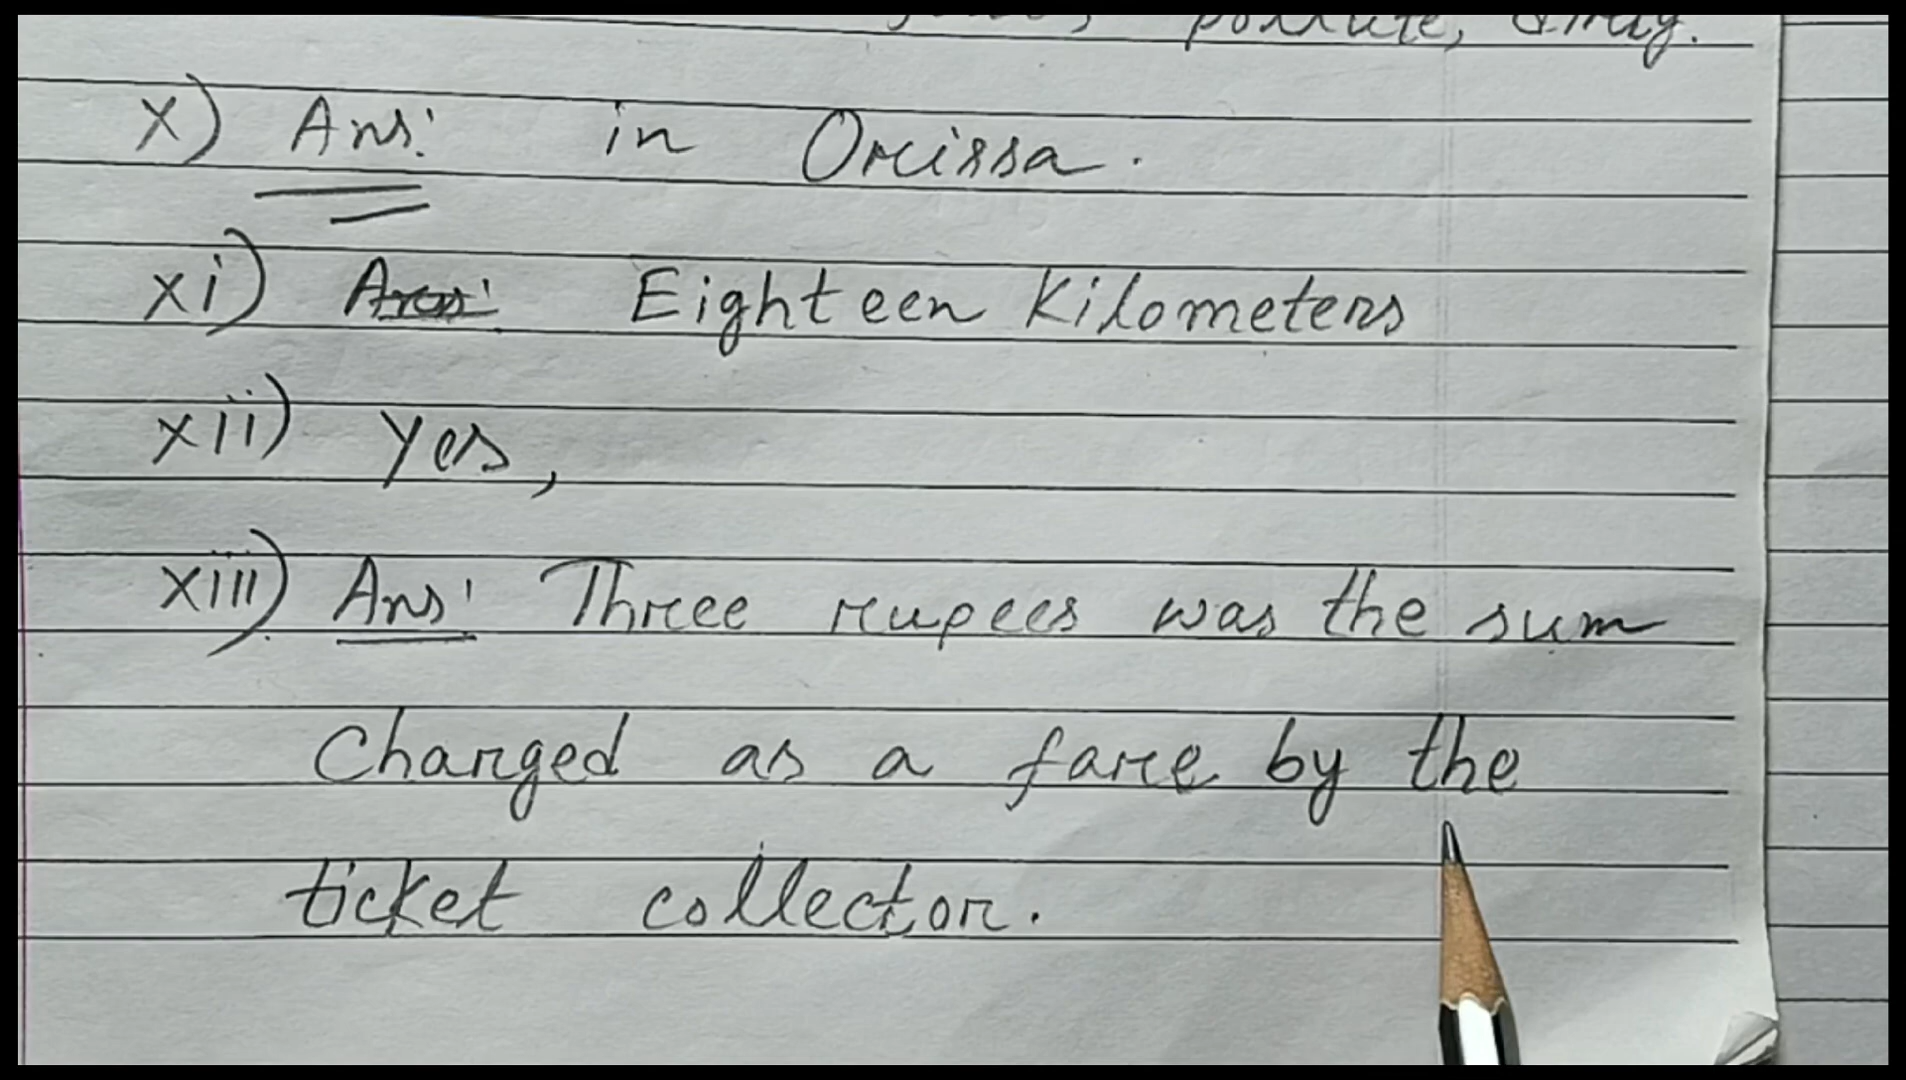 pollute,
x) Ans: in Orissa.
xi) Eighteen Kilometers
xii) Yes,
xiii) Ans: Three rupees was the sum
Charged as a fare by the
ticket collector.